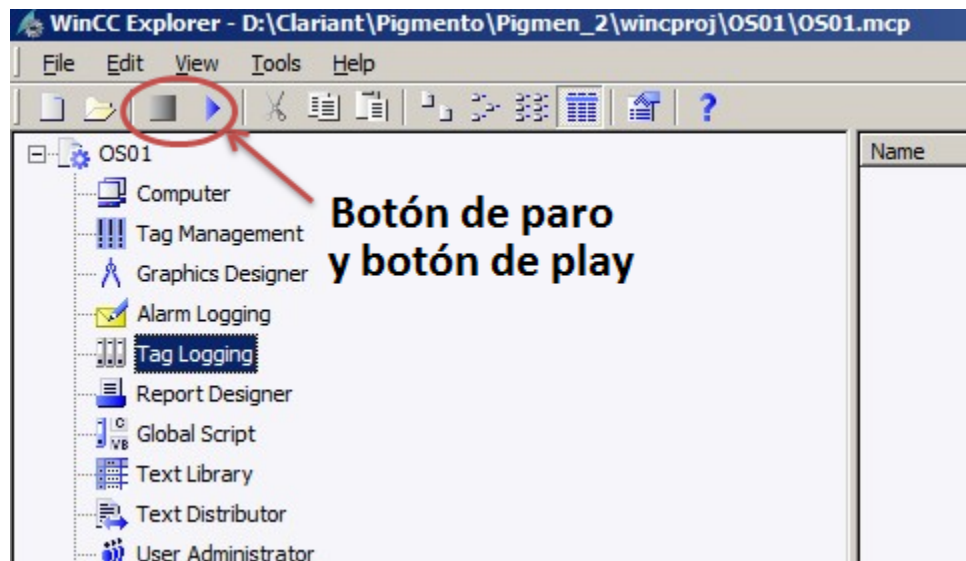 WinCC Explorer - D:\Clariant\Pigmento\Pigmen_2\wincproj\OS01\OS01.mcp
File Edit View Tools Help
OS01
Name
Computer
Tag Management
Graphics Designer
Alarm Logging
Tag Logging
Report Designer
Global Script
Text Library
Text Distributor
User Administrator
Botón de paro
y botón de play